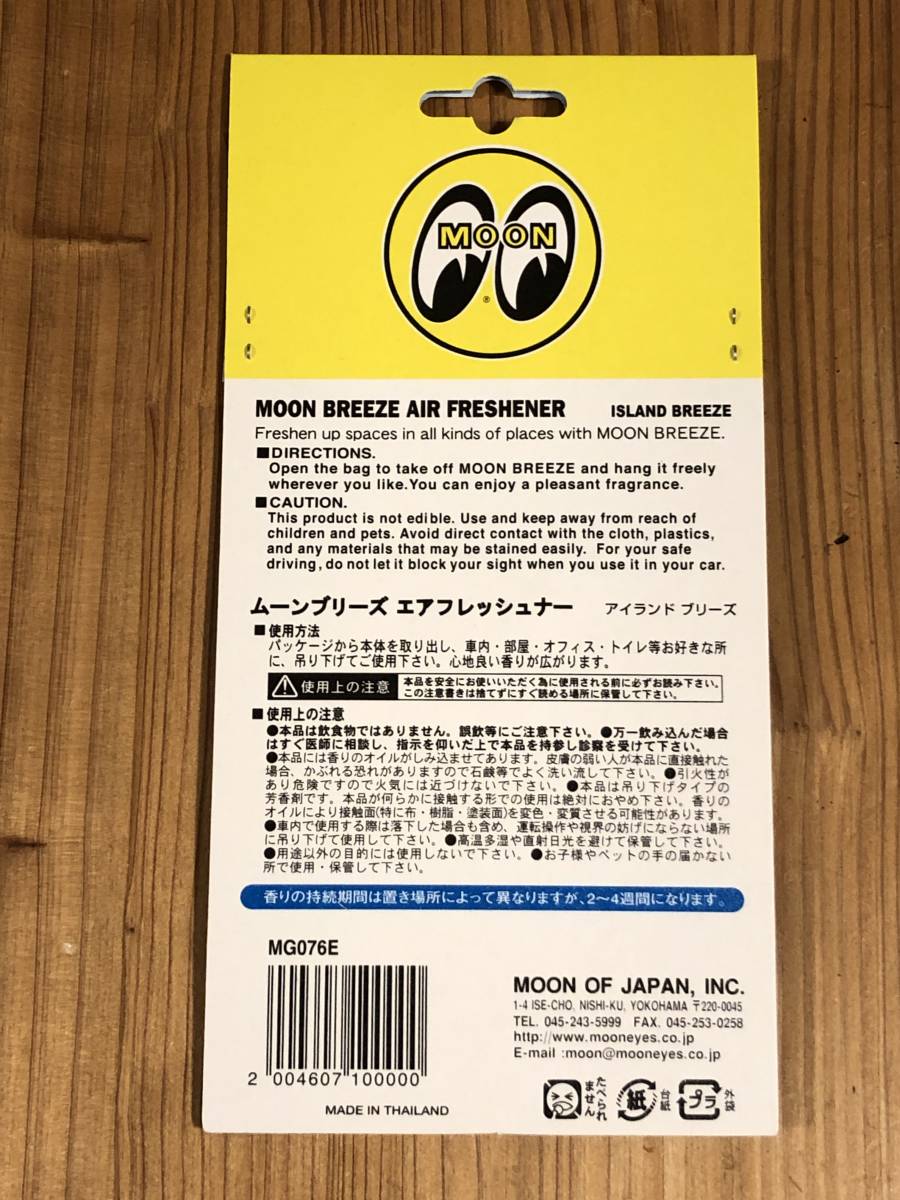 MOON
®
MOON BREEZE AIR FRESHENER ISLAND BREEZE
Freshen up spaces in all kinds of places with MOON BREEZE.
■DIRECTIONS.
Open the bag to take off MOON BREEZE and hang it freely
wherever you like.You can enjoy a pleasant fragrance.
■CAUTION.
This product is not edible. Use and keep away from reach of
children and pets. Avoid direct contact with the cloth, plastics,
and any materials that may be stained easily. For your safe
driving, do not let it block your sight when you use it in your car.
ムーンブリーズ エアフレッシュナー アイランド ブリーズ
■使用方法
パッケージから本体を取り出し、車内・部屋・オフィス・トイレ等お好きな所
に、吊り下げてご使用下さい。心地良い香りが広がります。
使用上の注意 本品を安全にお使いいただく為に使用される前に必ずお読み下さい。
この注意書きは捨てずにすぐ読める場所に保管して下さい。
■使用上の注意
●本品は飲食物ではありません。誤飲等にご注意下さい。●万一飲み込んだ場合
はすぐ医師に相談し、指示を仰いだ上で本品を持参し診察を受けて下さい。
●本品には香りのオイルがしみ込ませてあります。皮膚の弱い人が本品に直接触れた
場合、かぶれる恐れがありますので石鹸等でよく洗い流して下さい。●引火性が
あり危険ですので火気には近づけないで下さい。●本品は吊り下げタイプの
芳香剤です。本品が何らかに接触する形での使用は絶対におやめ下さい。香りの
オイルにより接触面(特に布・樹脂・塗装面)を変色・変質させる可能性があります。
●車内で使用する際は落下した場合も含め、運転操作や視界の妨げにならない場所
に吊り下げて使用して下さい。●高温多湿や直射日光を避けて保管して下さい。
●用途以外の目的には使用しないで下さい。●お子様やペットの手の届かない
所で使用・保管して下さい。
香りの持続期間は置き場所によって異なりますが、2〜4週間になります。
MG076E
2 004607 100000
MADE IN THAILAND
MOON OF JAPAN, INC.
1-4 ISE-CHO, NISHI-KU, YOKOHAMA 〒220-0045
TEL. 045-243-5999 FAX. 045-253-0258
http://www.mooneyes.co.jp
E-mail :moon@mooneyes.co.jp
たべられません
紙 台紙
プラ 外袋